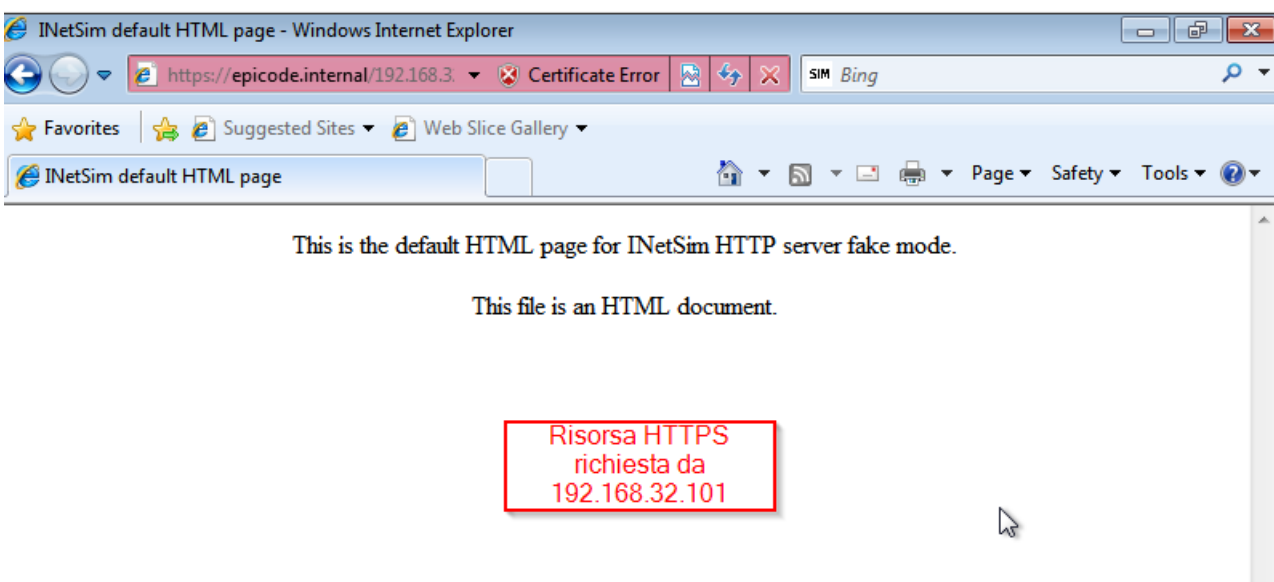 INetSim default HTML page - Windows Internet Explorer
https://epicode.internal/192.168.3 Certificate Error SIM Bing
Favorites Suggested Sites Web Slice Gallery
INetSim default HTML page Page Safety Tools
This is the default HTML page for INetSim HTTP server fake mode.
This file is an HTML document.
Risorsa HTTPS
richiesta da
192.168.32.101